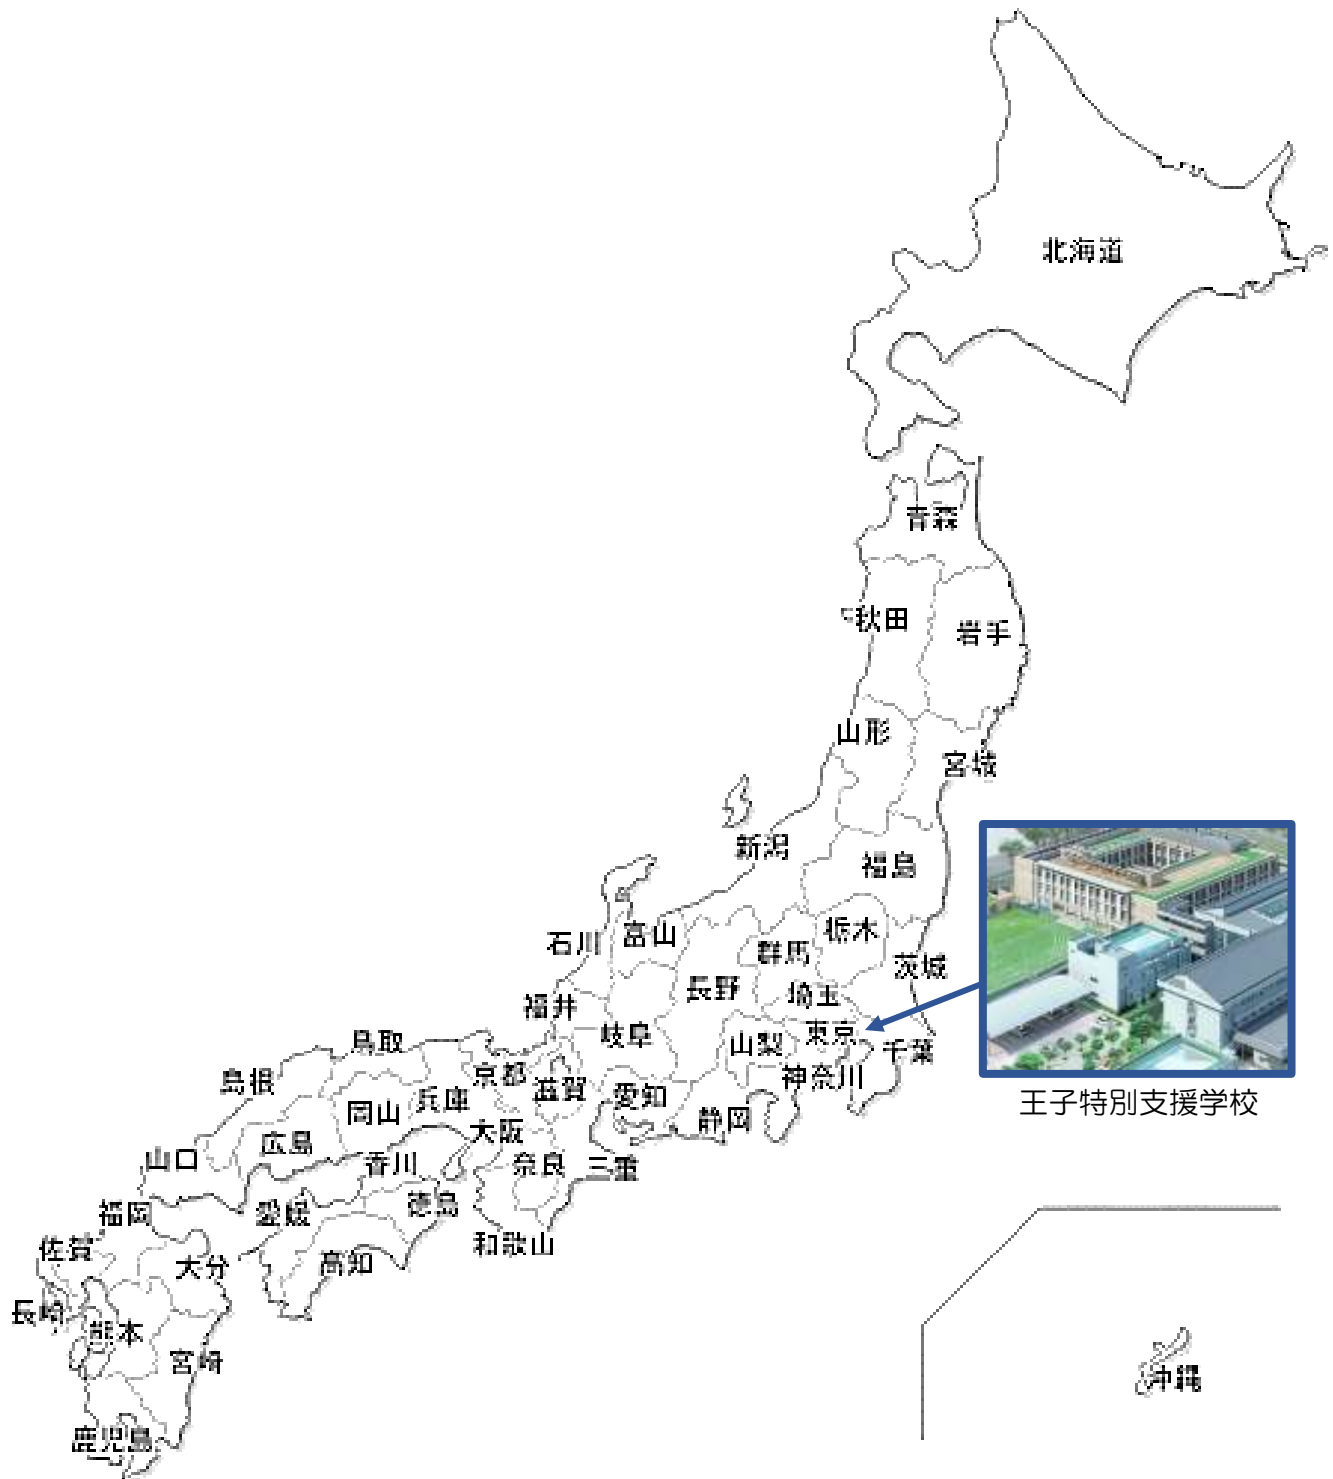 北海道
青森
秋田
岩手
山形
宮城
新潟
福島
石川
富山
群馬
栃木
茨城
長野
埼玉
福井
岐阜
東京
山梨
千葉
神奈川
鳥取
島根
京都
滋賀
愛知
静岡
岡山
兵庫
王子特別支援学校
広島
大阪
山口
香川
奈良
三重
福岡
愛媛
徳島
和歌山
佐賀
大分
高知
長崎
熊本
宮崎
沖縄
鹿児島